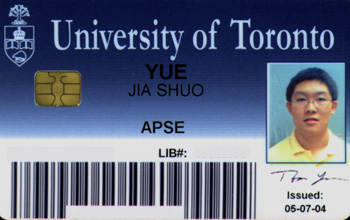 University of Toronto
YUE
JIA SHUO
APSE
LIB#:
Issued:
05-07-04